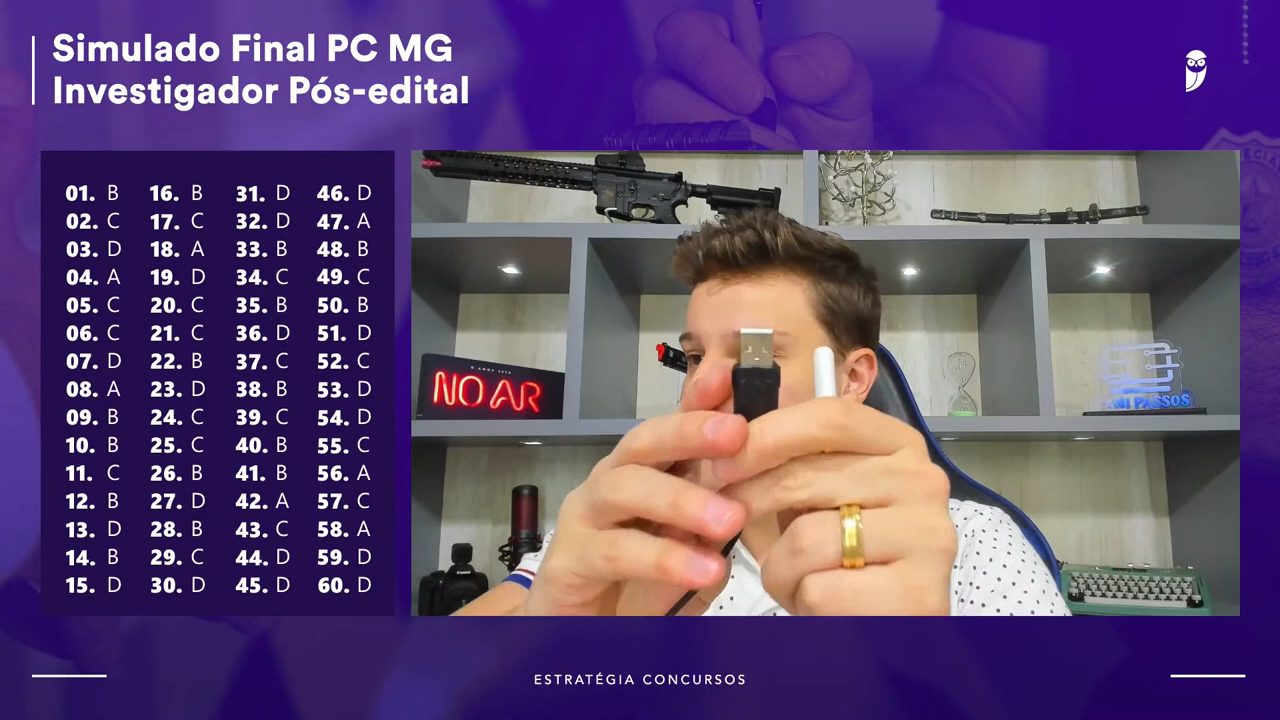 Simulado Final PC MG
Investigador Pós-edital
01. B 16. B 31. D 46. D
02. C 17. C 32. D 47. A
03. D 18. A 33. B 48. B
04. A 19. D 34. C 49. C
05. C 20. C 35. B 50. B
06. C 21. C 36. D 51. D
07. D 22. B 37. C 52. C
08. A 23. D 38. B 53. D
09. B 24. C 39. C 54. D
10. B 25. C 40. B 55. C
11. C 26. B 41. B 56. A
12. B 27. D 42. A 57. C
13. D 28. B 43. C 58. A
14. B 29. C 44. D 59. D
15. D 30. D 45. D 60. D
NO AR
PASSOS
Canon
ESTRATÉGIA CONCURSOS